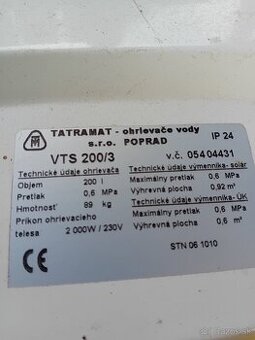 TATRAMAT - ohrievače vody
s.r.o. POPRAD
IP 24
VTS 200/3
v.č. 05404431
Technické údaje ohrievača
Objem 200 l
Pretlak 0,6 MPa
Hmotnosť 89 kg
Príkon ohrievacieho
telesa 2 000W / 230V
Technické údaje výmenníka- solár
Maximálny pretlak 0,6 MPa
Výhrevná plocha 0,92 m²
Technické údaje výmenníka- ÚK
Maximálny pretlak 0,6 MPa
Výhrevná plocha 0,6 m²
STN 06 1010
CE